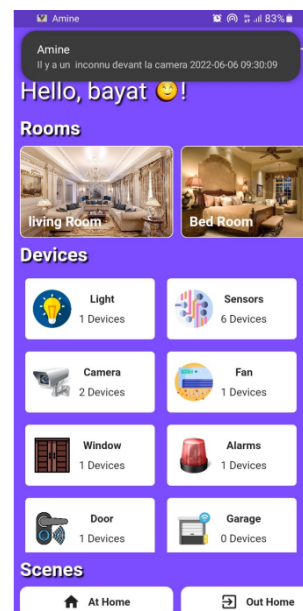 Amine
83%
Amine
Il y a un inconnu devant la camera 2022-06-06 09:30:09
Hello, bayat 😊!
Rooms
living Room
Bed Room
Devices
Light
1 Devices
Sensors
6 Devices
Camera
2 Devices
Fan
1 Devices
Window
1 Devices
Alarms
1 Devices
Door
1 Devices
Garage
0 Devices
Scenes
At Home
Out Home